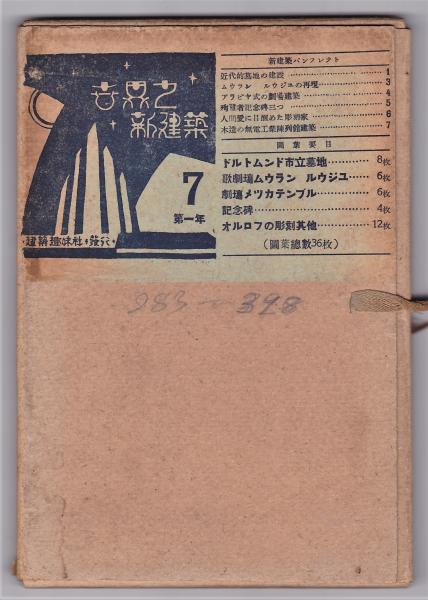 世界之
新建築
7
第一年
建築趣味社・發行
新建築パンフレツト
近代的墓地の建設 …… 1
ムウラン ルウジユの再現 …… 3
アラビヤ式の劇場建築 …… 4
殉難者記念碑三つ …… 5
人間愛に目醒めた彫刻家 …… 6
木造の無電工業陳列館建築 …… 7
圖葉要目
ドルトムンド市立墓地 …… 8枚
歌劇場ムウラン ルウジユ …… 6枚
劇場メツカテンプル …… 6枚
記念碑 …… 4枚
オルロフの彫刻其他 …… 12枚
(圖葉總數36枚)
398